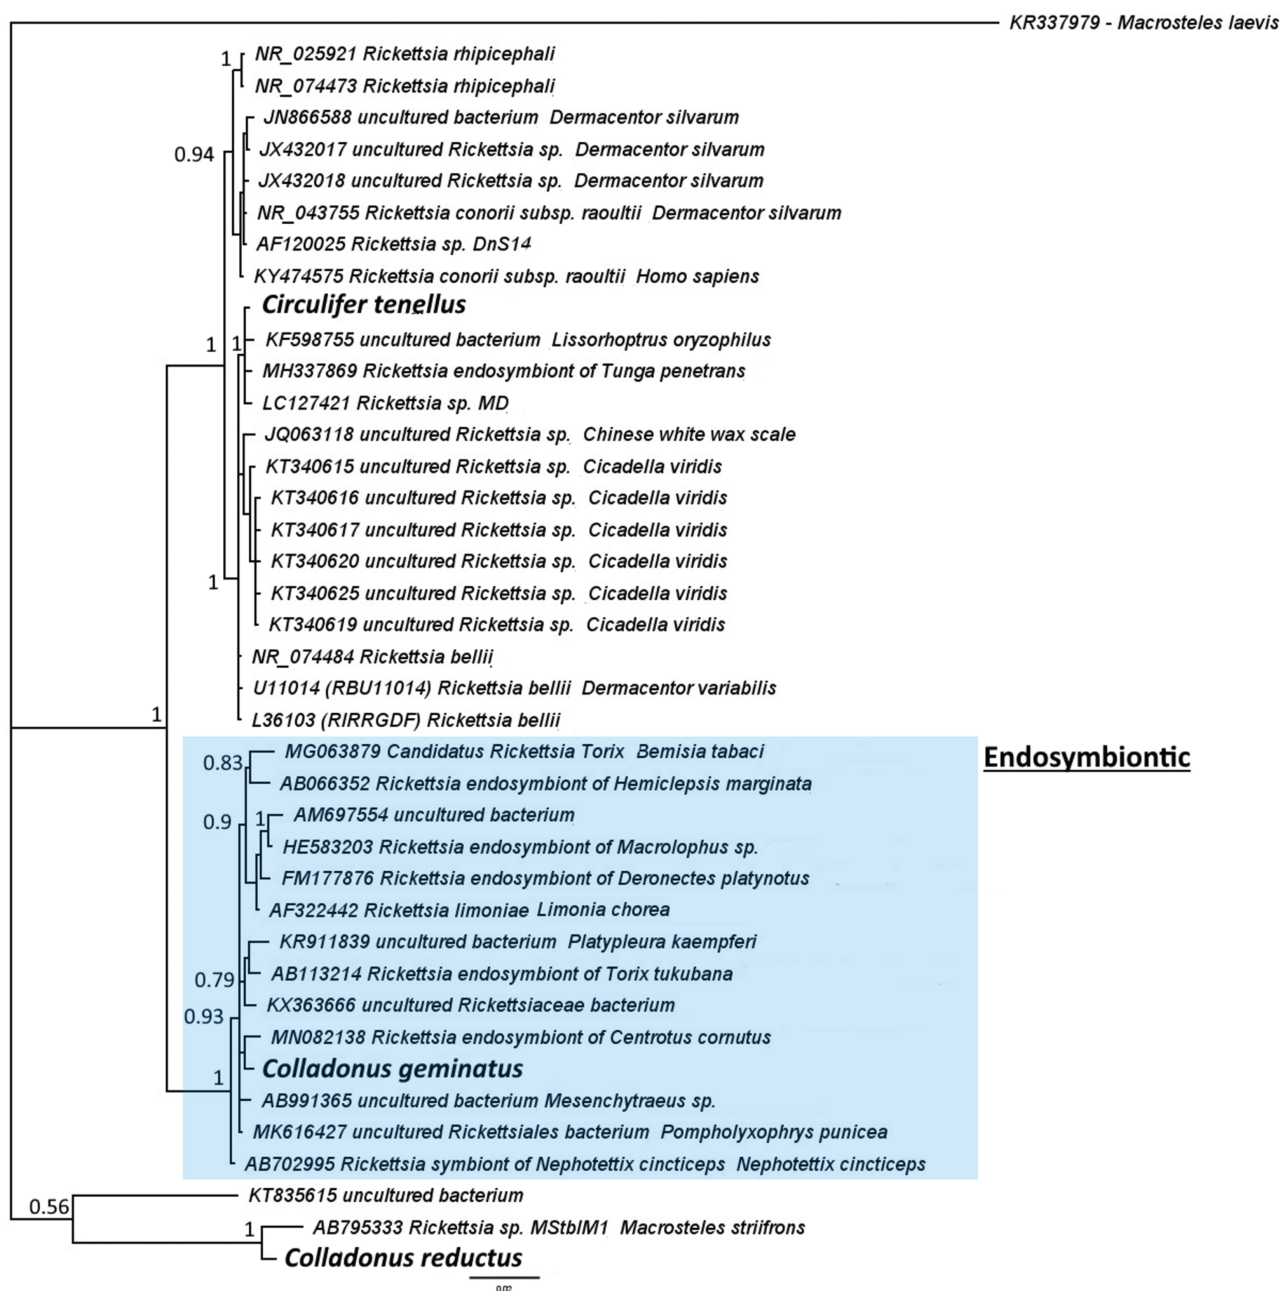 KR337979 - Macrosteles laevis
1
NR_025921 Rickettsia rhipicephali
NR_074473 Rickettsia rhipicephali
JN866588 uncultured bacterium Dermacentor silvarum
0.94
JX432017 uncultured Rickettsia sp. Dermacentor silvarum
JX432018 uncultured Rickettsia sp. Dermacentor silvarum
NR_043755 Rickettsia conorii subsp. raoultii Dermacentor silvarum
AF120025 Rickettsia sp. DnS14
KY474575 Rickettsia conorii subsp. raoultii Homo sapiens
Circulifer tenellus
1
1
KF598755 uncultured bacterium Lissorhoptrus oryzophilus
MH337869 Rickettsia endosymbiont of Tunga penetrans
LC127421 Rickettsia sp. MD
JQ063118 uncultured Rickettsia sp. Chinese white wax scale
KT340615 uncultured Rickettsia sp. Cicadella viridis
KT340616 uncultured Rickettsia sp. Cicadella viridis
KT340617 uncultured Rickettsia sp. Cicadella viridis
KT340620 uncultured Rickettsia sp. Cicadella viridis
1
KT340625 uncultured Rickettsia sp. Cicadella viridis
KT340619 uncultured Rickettsia sp. Cicadella viridis
NR_074484 Rickettsia bellii
U11014 (RBU11014) Rickettsia bellii Dermacentor variabilis
1
L36103 (RIRRGDF) Rickettsia bellii
Endosymbiontic
MG063879 Candidatus Rickettsia Torix Bemisia tabaci
0.83
AB066352 Rickettsia endosymbiont of Hemiclepsis marginata
0.9
1
AM697554 uncultured bacterium
HE583203 Rickettsia endosymbiont of Macrolophus sp.
FM177876 Rickettsia endosymbiont of Deronectes platynotus
AF322442 Rickettsia limoniae Limonia chorea
KR911839 uncultured bacterium Platypleura kaempferi
0.79
AB113214 Rickettsia endosymbiont of Torix tukubana
KX363666 uncultured Rickettsiaceae bacterium
0.93
MN082138 Rickettsia endosymbiont of Centrotus cornutus
1
Colladonus geminatus
AB991365 uncultured bacterium Mesenchytraeus sp.
MK616427 uncultured Rickettsiales bacterium Pompholyxophrys punicea
AB702995 Rickettsia symbiont of Nephotettix cincticeps Nephotettix cincticeps
0.56
KT835615 uncultured bacterium
1
AB795333 Rickettsia sp. MStblM1 Macrosteles striifrons
Colladonus reductus